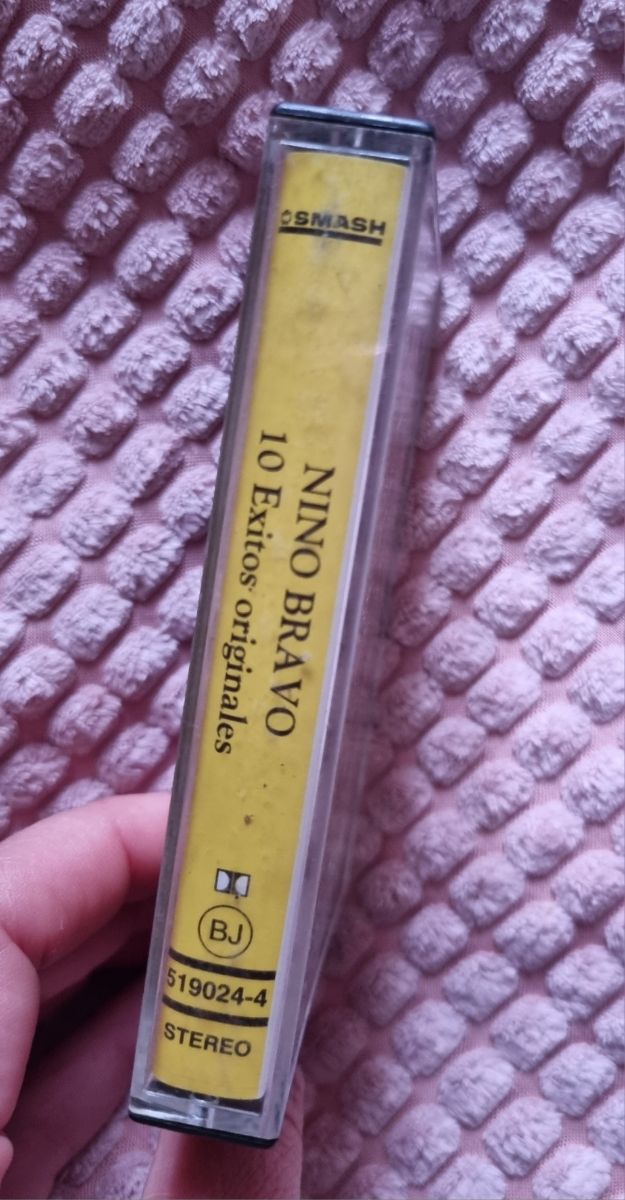 SMASH
NINO BRAVO
10 Exitos originales
BJ
519024-4
STEREO